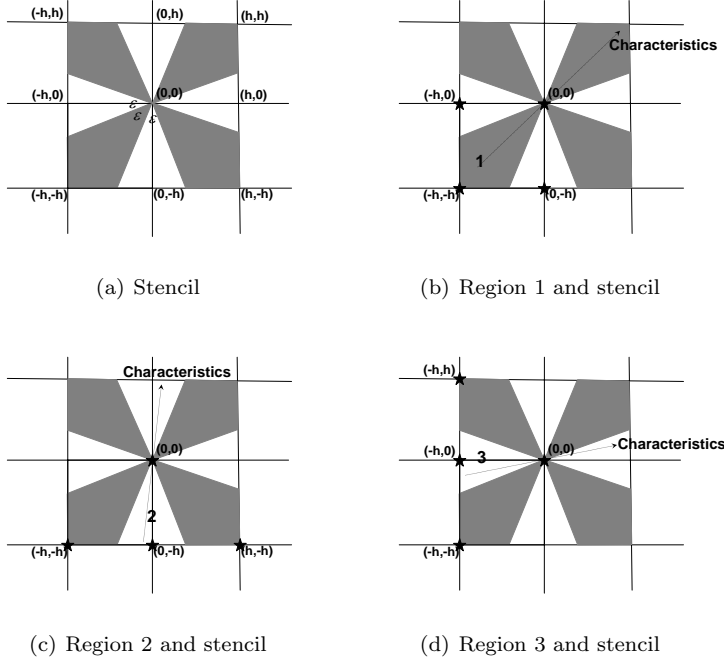 (-h,h) (0,h) (h,h)
(-h,0) (0,0) (h,0)
ε
ε ε
(-h,-h) (0,-h) (h,-h)
(a) Stencil
Characteristics
(-h,0) (0,0)
1
(-h,-h) (0,-h)
(b) Region 1 and stencil
Characteristics
(0,0)
2
(-h,-h) (0,-h) (h,-h)
(c) Region 2 and stencil
(-h,h)
(-h,0) (0,0) Characteristics
3
(-h,-h)
(d) Region 3 and stencil